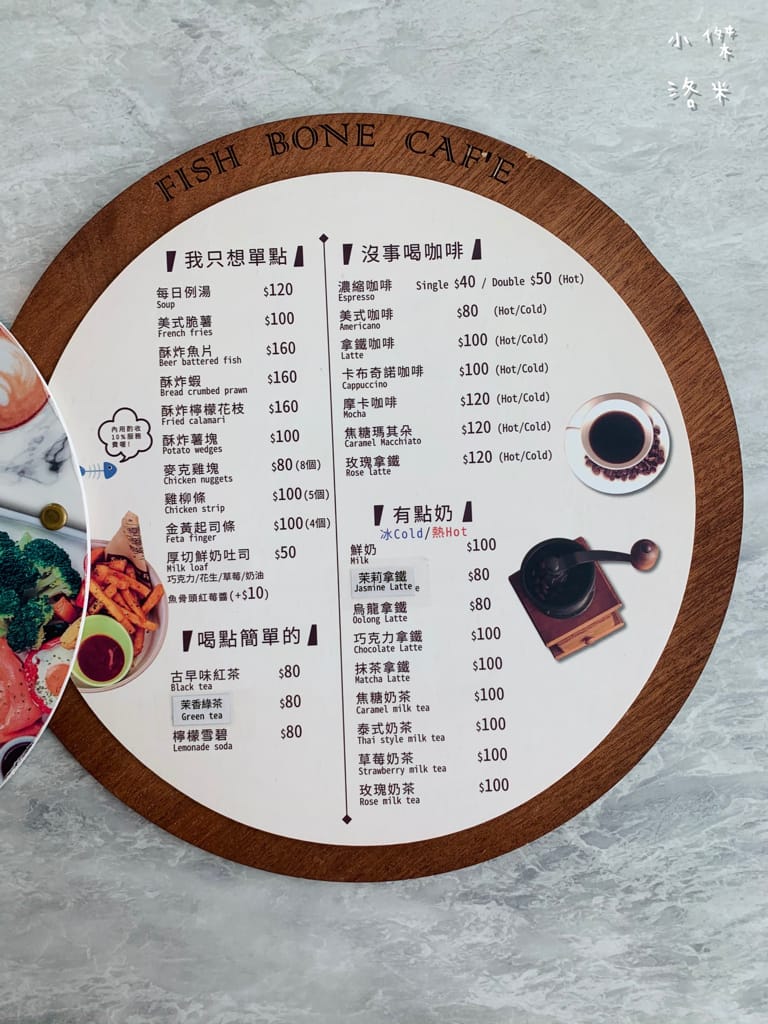 小傑
洛米
FISH BONE CAF'E
我只想單點
每日例湯 $120
Soup
美式脆薯 $100
French fries
酥炸魚片 $160
Beer battered fish
酥炸蝦 $160
Bread crumbed prawn
酥炸檸檬花枝 $160
Fried calamari
酥炸薯塊 $100
Potato wedges
麥克雞塊 $80(8個)
Chicken nuggets
雞柳條 $100(5個)
Chicken strip
金黃起司條 $100(4個)
Feta finger
厚切鮮奶吐司 $50
Milk loaf
巧克力/花生/草莓/奶油
魚骨頭紅莓醬(+$10)
內用酌收
10%服務
費喔!
喝點簡單的
古早味紅茶 $80
Black tea
茉香綠茶 $80
Green tea
檸檬雪碧 $80
Lemonade soda
沒事喝咖啡
濃縮咖啡 Single $40 / Double $50 (Hot)
Espresso
美式咖啡 $80 (Hot/Cold)
Americano
拿鐵咖啡 $100 (Hot/Cold)
Latte
卡布奇諾咖啡 $100 (Hot/Cold)
Cappuccino
摩卡咖啡 $120 (Hot/Cold)
Mocha
焦糖瑪其朵 $120 (Hot/Cold)
Caramel Macchiato
玫瑰拿鐵 $120 (Hot/Cold)
Rose latte
有點奶
冰Cold/熱Hot
鮮奶 $100
Milk
茉莉拿鐵 $80
Jasmine Latte e
烏龍拿鐵 $80
Oolong Latte
巧克力拿鐵 $100
Chocolate Latte
抹茶拿鐵 $100
Matcha Latte
焦糖奶茶 $100
Caramel milk tea
泰式奶茶 $100
Thai style milk tea
草莓奶茶 $100
Strawberry milk tea
玫瑰奶茶 $100
Rose milk tea